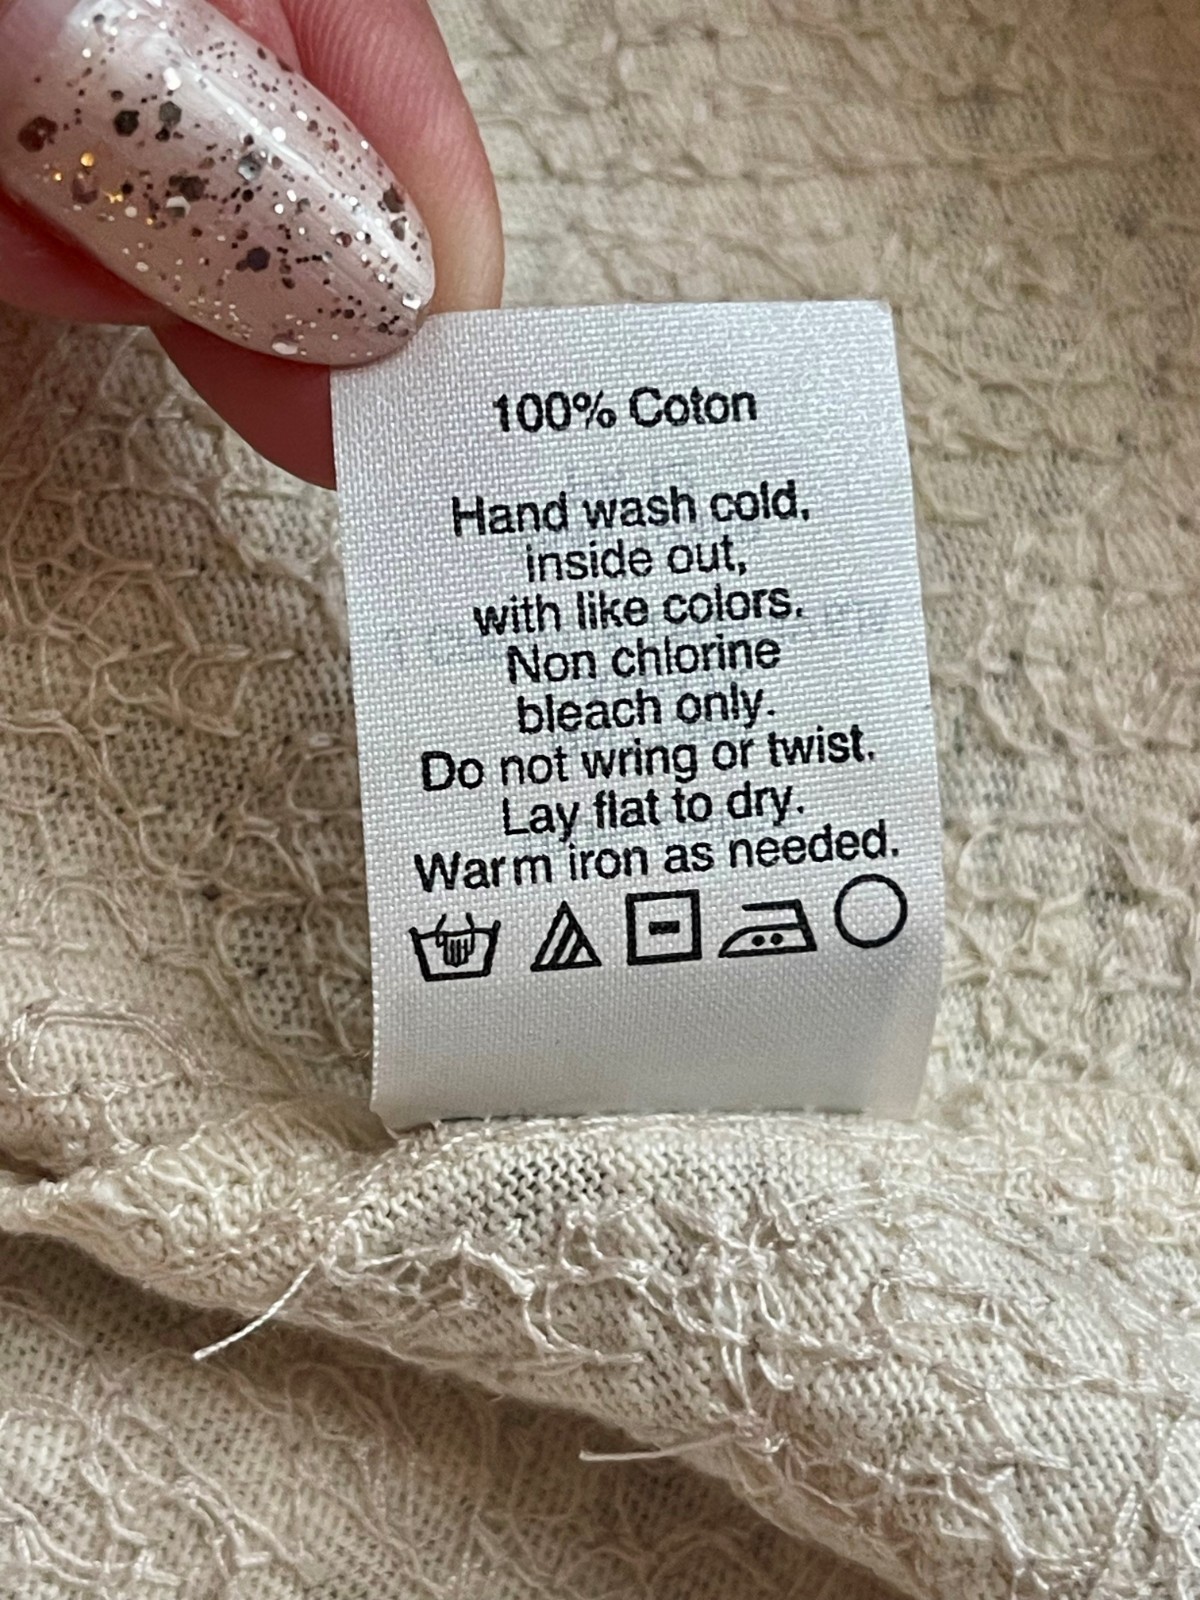 100% Coton
Hand wash cold,
inside out,
with like colors.
Non chlorine
bleach only.
Do not wring or twist.
Lay flat to dry.
Warm iron as needed.